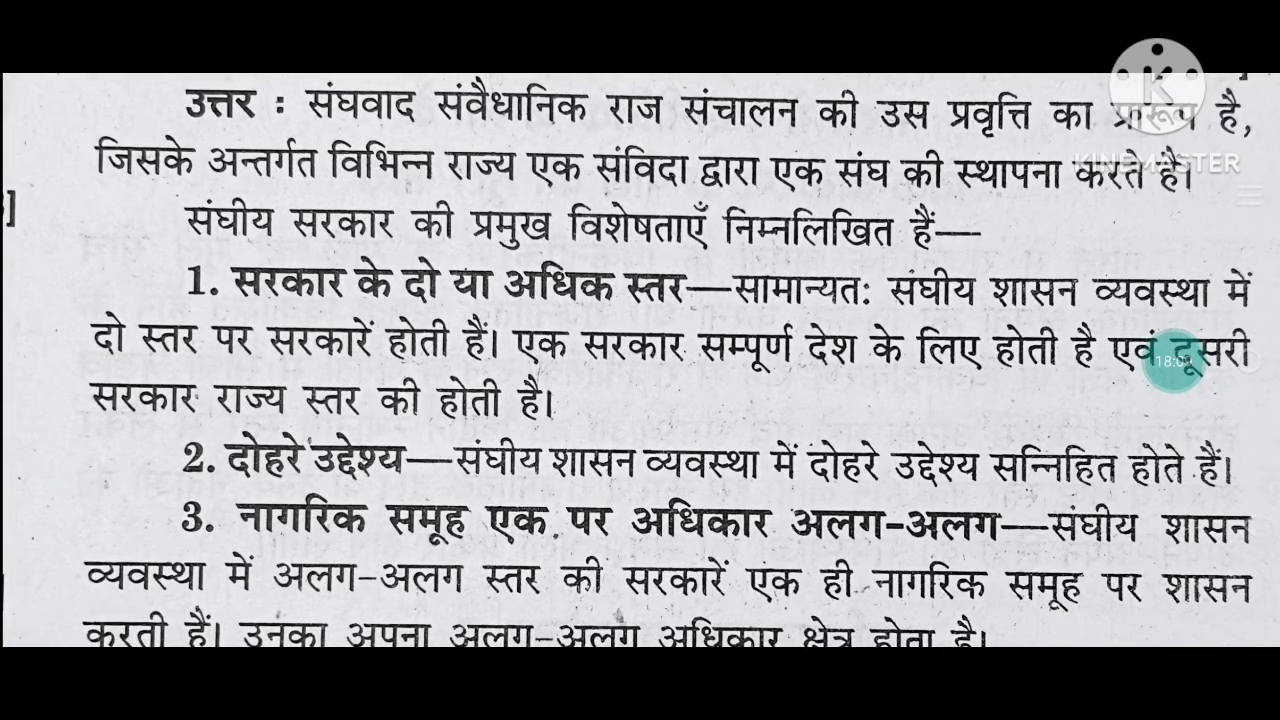 उत्तर : संघवाद संवैधानिक राज संचालन की उस प्रवृत्ति का प्रारूप है,
जिसके अन्तर्गत विभिन्न राज्य एक संविदा द्वारा एक संघ की स्थापना करते हैं।
KINEMASTER
संघीय सरकार की प्रमुख विशेषताएँ निम्नलिखित हैं—
1. सरकार के दो या अधिक स्तर—सामान्यत: संघीय शासन व्यवस्था में
दो स्तर पर सरकारें होती हैं। एक सरकार सम्पूर्ण देश के लिए होती है एवं दूसरी
18:09
सरकार राज्य स्तर की होती है।
2. दोहरे उद्देश्य—संघीय शासन व्यवस्था में दोहरे उद्देश्य सन्निहित होते हैं।
3. नागरिक समूह एक पर अधिकार अलग-अलग—संघीय शासन
व्यवस्था में अलग-अलग स्तर की सरकारें एक ही नागरिक समूह पर शासन
करती हैं। उनका अपना अलग-अलग अधिकार क्षेत्र होता है।